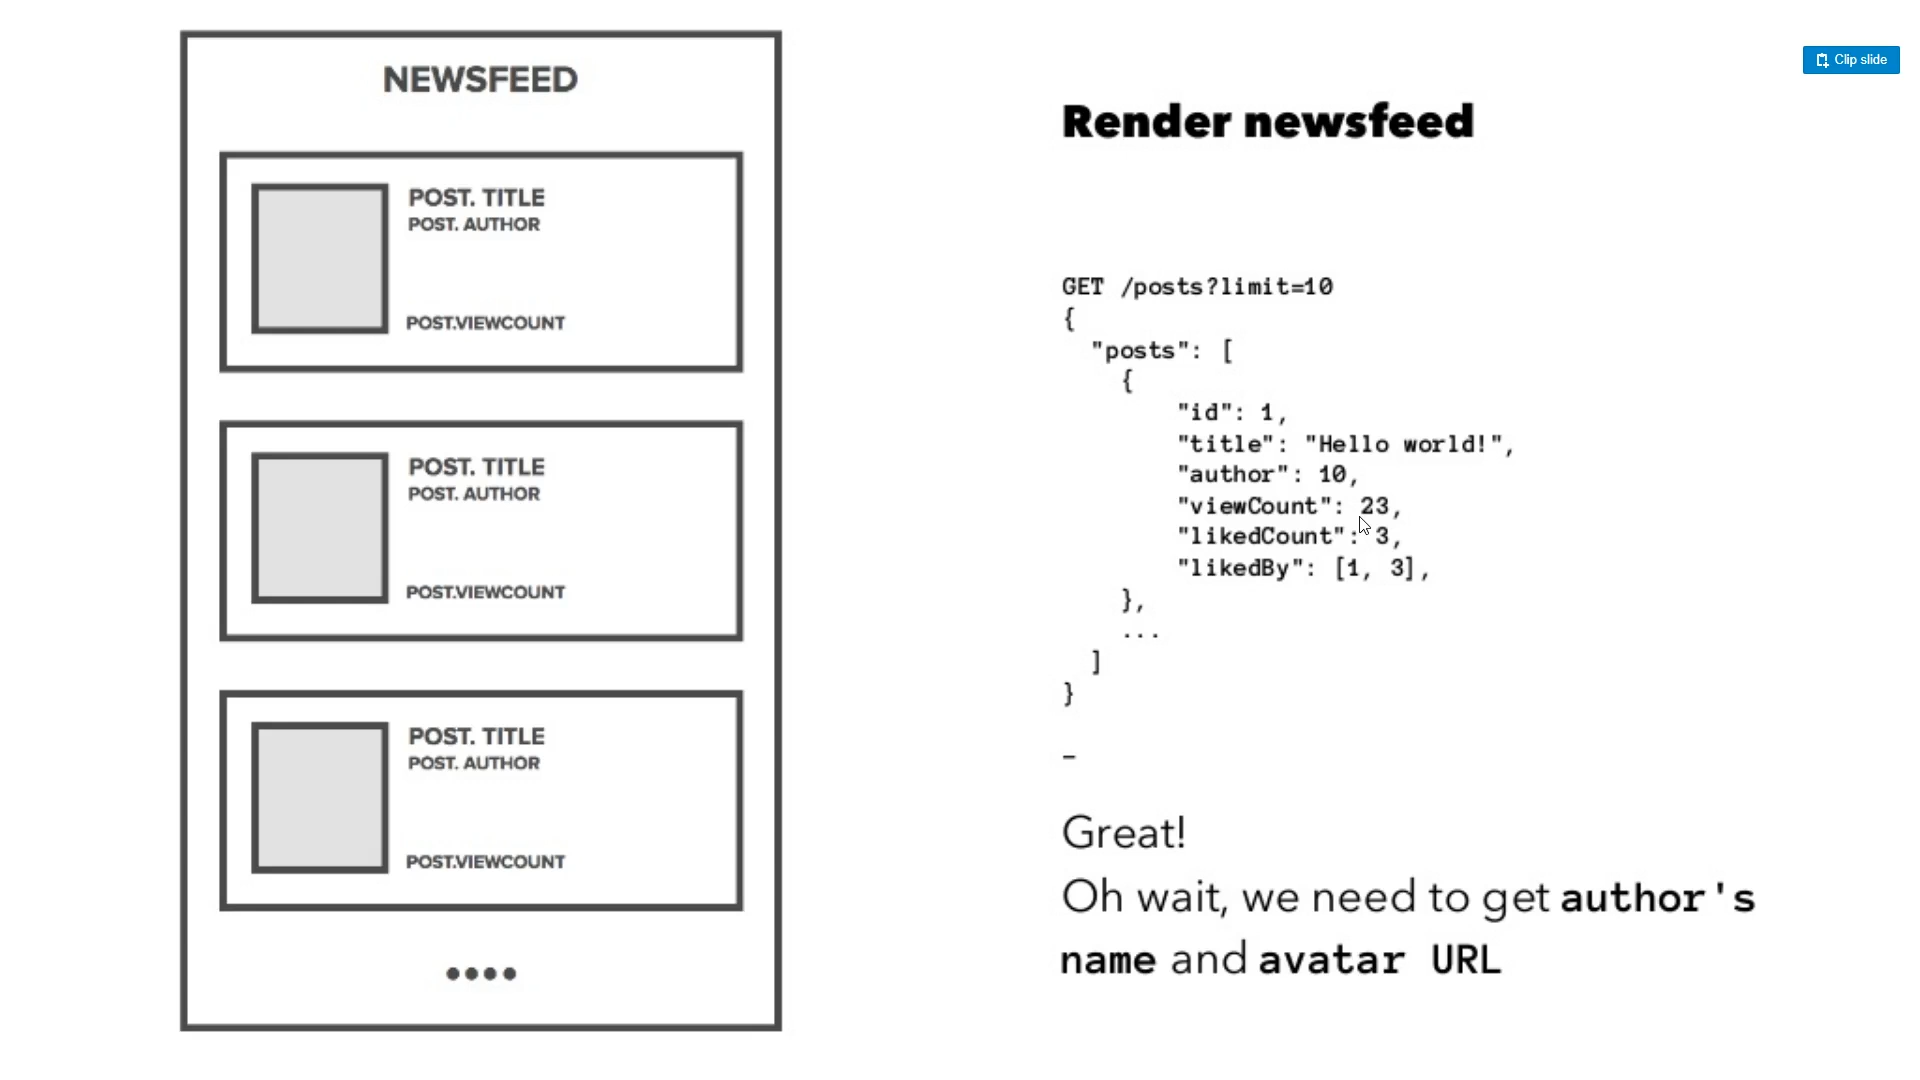 NEWSFEED
POST. TITLE
POST. AUTHOR
POST.VIEWCOUNT
POST. TITLE
POST. AUTHOR
POST.VIEWCOUNT
POST. TITLE
POST. AUTHOR
POST.VIEWCOUNT
Clip slide
Render newsfeed
GET /posts?limit=10
{
"posts": [
{
"id": 1,
"title": "Hello world!",
"author": 10,
"viewCount": 23,
"likedCount": 3,
"likedBy": [1, 3],
},
...
]
}
–
Great!
Oh wait, we need to get author's
name and avatar URL